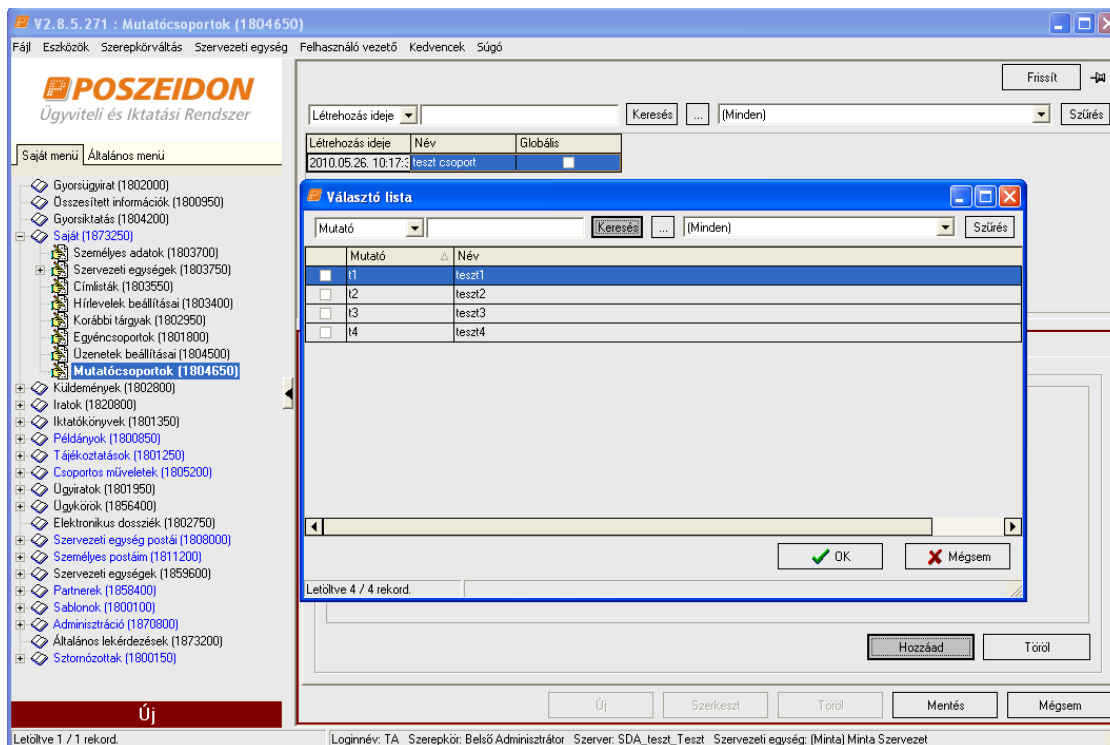 V2.8.5.271 : Mutatócsoportok (1804650)
Fájl Eszközök Szerepkörváltás Szervezeti egység Felhasználó vezető Kedvencek Súgó
POSZEIDON
Ügyviteli és Iktatási Rendszer
Saját menü Általános menü
Gyorsügyirat (1802000)
Összesített információk (1800950)
Gyorsiktatás (1804200)
Saját (1873250)
Személyes adatok (1803700)
Szervezeti egységek (1803750)
Címlisták (1803550)
Hírlevelek beállításai (1803400)
Korábbi tárgyak (1802950)
Egyéncsoportok (1801800)
Üzenetek beállításai (1804500)
Mutatócsoportok (1804650)
Küldemények (1802800)
Iratok (1820800)
Iktatókönyvek (1801350)
Példányok (1800850)
Tájékoztatások (1801250)
Csoportos műveletek (1805200)
Ügyiratok (1801950)
Ügykörök (1856400)
Elektronikus dossziék (1802750)
Szervezeti egység postái (1808000)
Személyes postáim (1811200)
Szervezeti egységek (1859600)
Partnerek (1858400)
Sablonok (1800100)
Adminisztráció (1870800)
Általános lekérdezések (1873200)
Sztornózottak (1800150)
Új
Frissít
Létrehozás ideje Keresés ... (Minden) Szűrés
Létrehozás ideje Név Globális
2010.05.26. 10:17:3 teszt csoport
Választó lista
Mutató Keresés ... (Minden) Szűrés
Mutató Név
t1 teszt1
t2 teszt2
t3 teszt3
t4 teszt4
OK Mégsem
Letöltve 4 / 4 rekord.
Hozzáad Töröl
Új Szerkeszt Töröl Mentés Mégsem
Letöltve 1 / 1 rekord. Loginnév: TA Szerepkör: Belső Adminisztrátor Szerver: SDA_teszt_Teszt Szervezeti egység: (Minta) Minta Szervezet